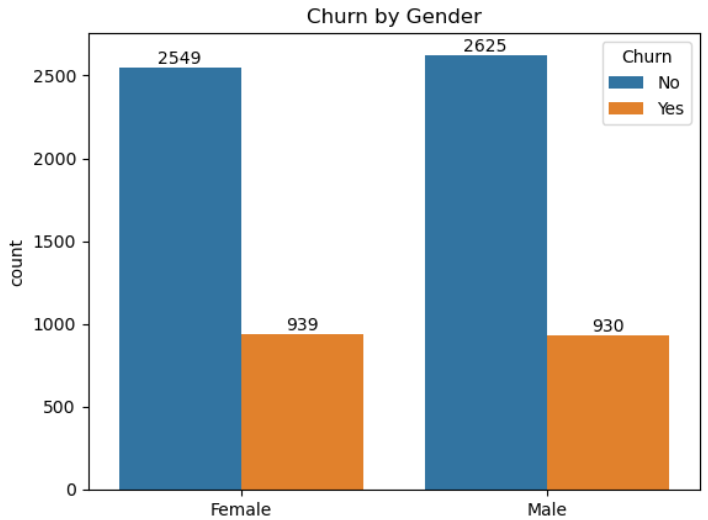 Churn by Gender
2549
2625
939
930
Churn
No
Yes
count
2500
2000
1500
1000
500
0
Female
Male